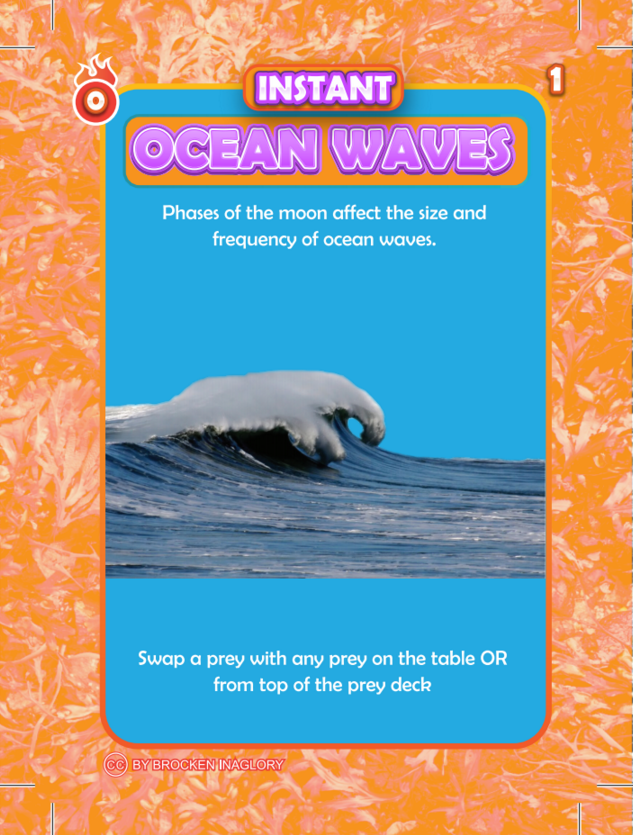 0
INSTANT
1
OCEAN WAVES
Phases of the moon affect the size and
frequency of ocean waves.
Swap a prey with any prey on the table OR
from top of the prey deck
CC BY BROCKEN INAGLORY